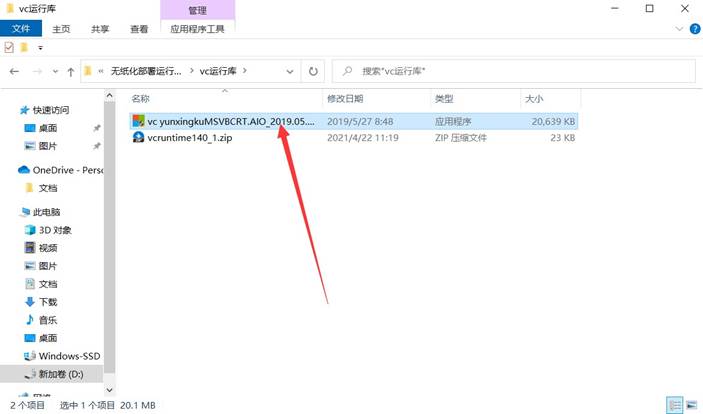 vc运行库
管理
文件 主页 共享 查看 应用程序工具
« 无纸化部署运行... › vc运行库 搜索"vc运行库"
名称 修改日期 类型 大小
快速访问
vc yunxingkuMSVBCRT.AIO_2019.05.... 2019/5/27 8:48 应用程序 20,639 KB
桌面
vcruntime140_1.zip 2021/4/22 11:19 ZIP 压缩文件 23 KB
图片
OneDrive - Perso
文档
此电脑
3D 对象
视频
图片
文档
下载
音乐
桌面
Windows-SSD
新加卷 (D:)
2 个项目 选中 1 个项目 20.1 MB